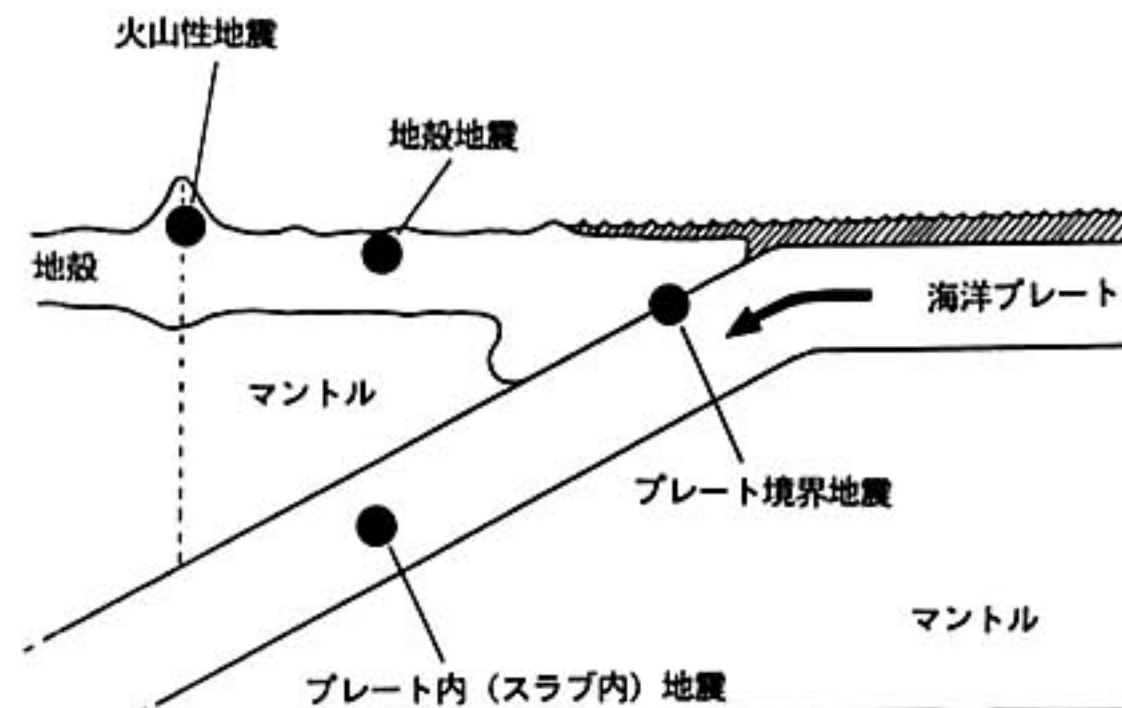 火山性地震
地殻地震
地殻
海洋プレート
マントル
プレート境界地震
マントル
プレート内（スラブ内）地震